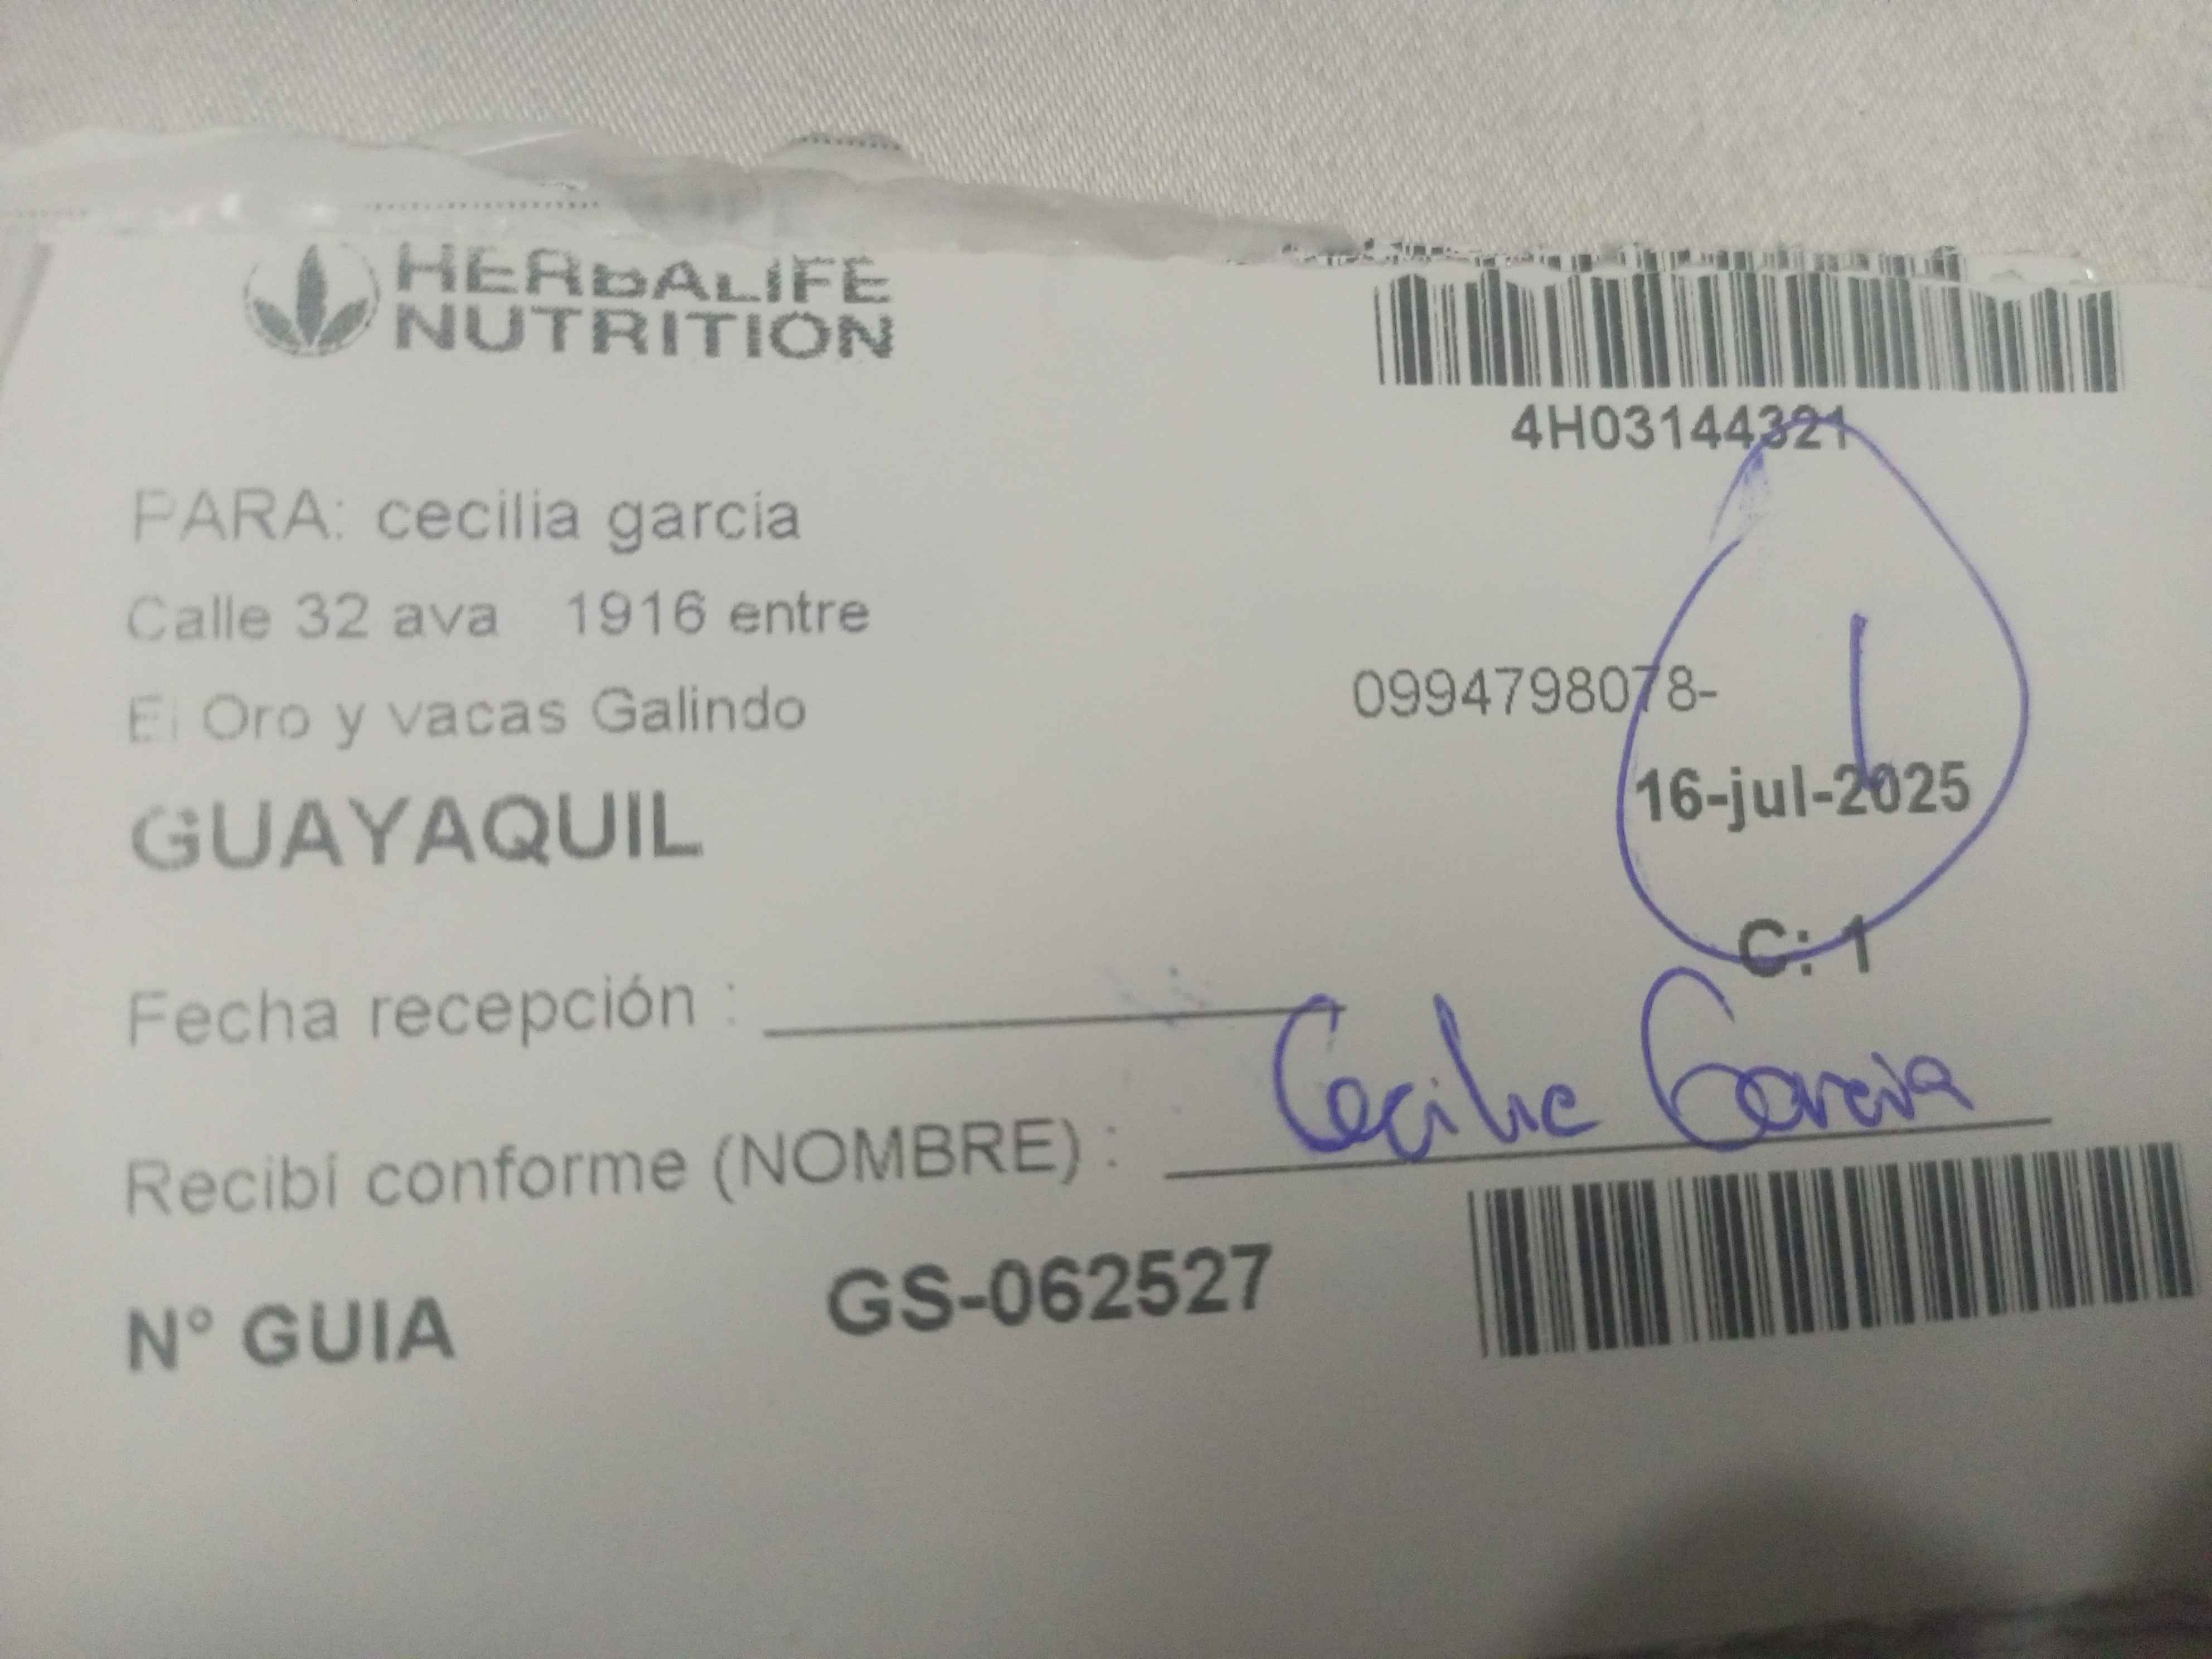 HERBALIFE
NUTRITION
4H03144321
PARA: cecilia garcia
Calle 32 ava 1916 entre
El Oro y vacas Galindo
0994798078-
GUAYAQUIL
16-jul-2025
C: 1
Fecha recepción :
Recibí conforme (NOMBRE) : Cecilia Garcia
N° GUIA GS-062527